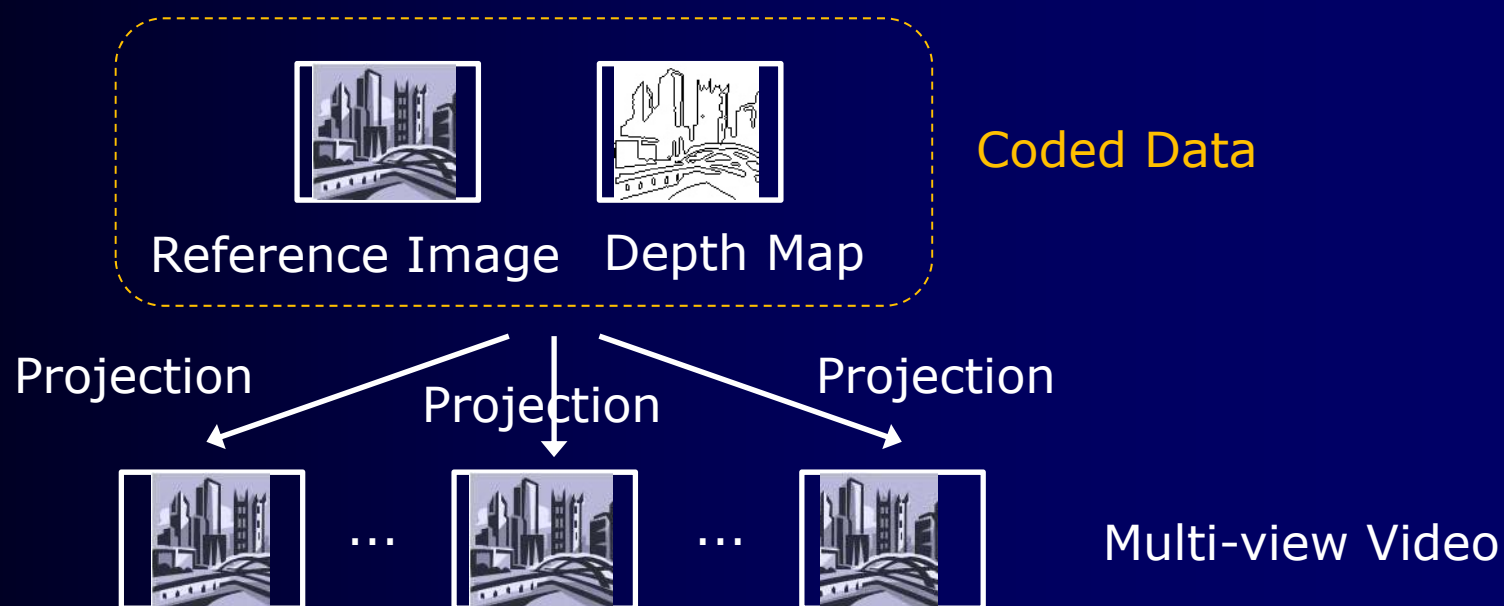 Coded Data
Reference Image
Depth Map
Projection
Projection
Projection
...
...
Multi-view Video